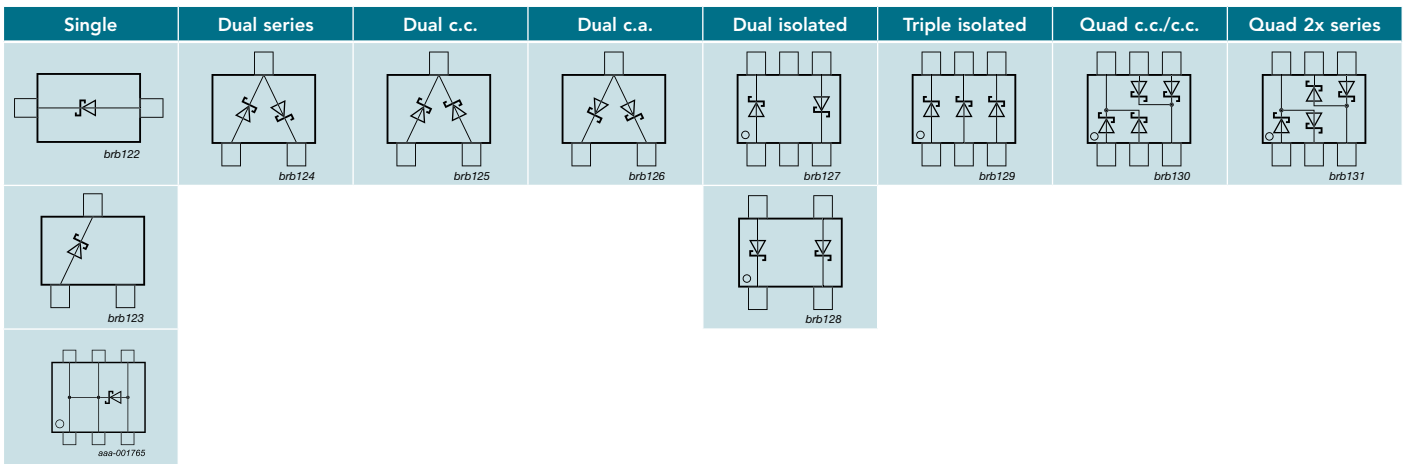 Single
Dual series
Dual c.c.
Dual c.a.
Dual isolated
Triple isolated
Quad c.c./c.c.
Quad 2x series
brb122
brb124
brb125
brb126
brb127
brb129
brb130
brb131
brb123
brb128
aaa-001765